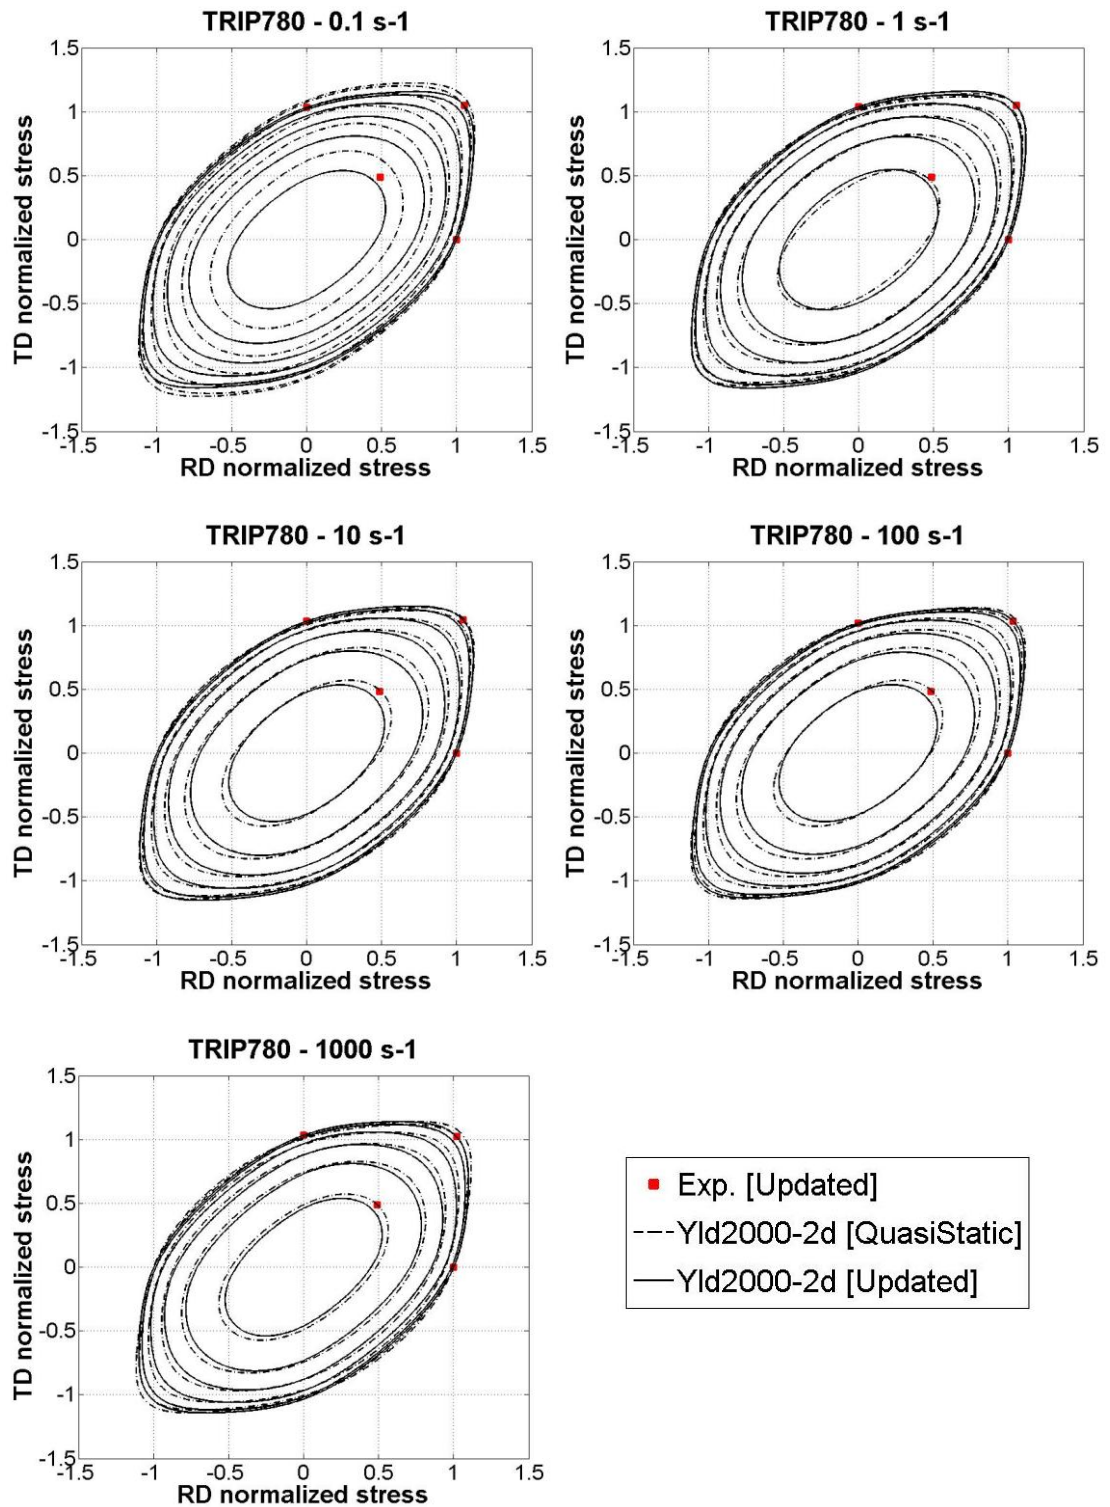 TRIP780 - 0.1 s-1
1.5
1
0.5
0
-0.5
-1
-1.5
TD normalized stress
-1.5 -1 -0.5 0 0.5 1 1.5
RD normalized stress
TRIP780 - 1 s-1
1.5
1
0.5
0
-0.5
-1
-1.5
TD normalized stress
-1.5 -1 -0.5 0 0.5 1 1.5
RD normalized stress
TRIP780 - 10 s-1
1.5
1
0.5
0
-0.5
-1
-1.5
TD normalized stress
-1.5 -1 -0.5 0 0.5 1 1.5
RD normalized stress
TRIP780 - 100 s-1
1.5
1
0.5
0
-0.5
-1
-1.5
TD normalized stress
-1.5 -1 -0.5 0 0.5 1 1.5
RD normalized stress
TRIP780 - 1000 s-1
1.5
1
0.5
0
-0.5
-1
-1.5
TD normalized stress
-1.5 -1 -0.5 0 0.5 1 1.5
RD normalized stress
Exp. [Updated]
Yld2000-2d [QuasiStatic]
Yld2000-2d [Updated]